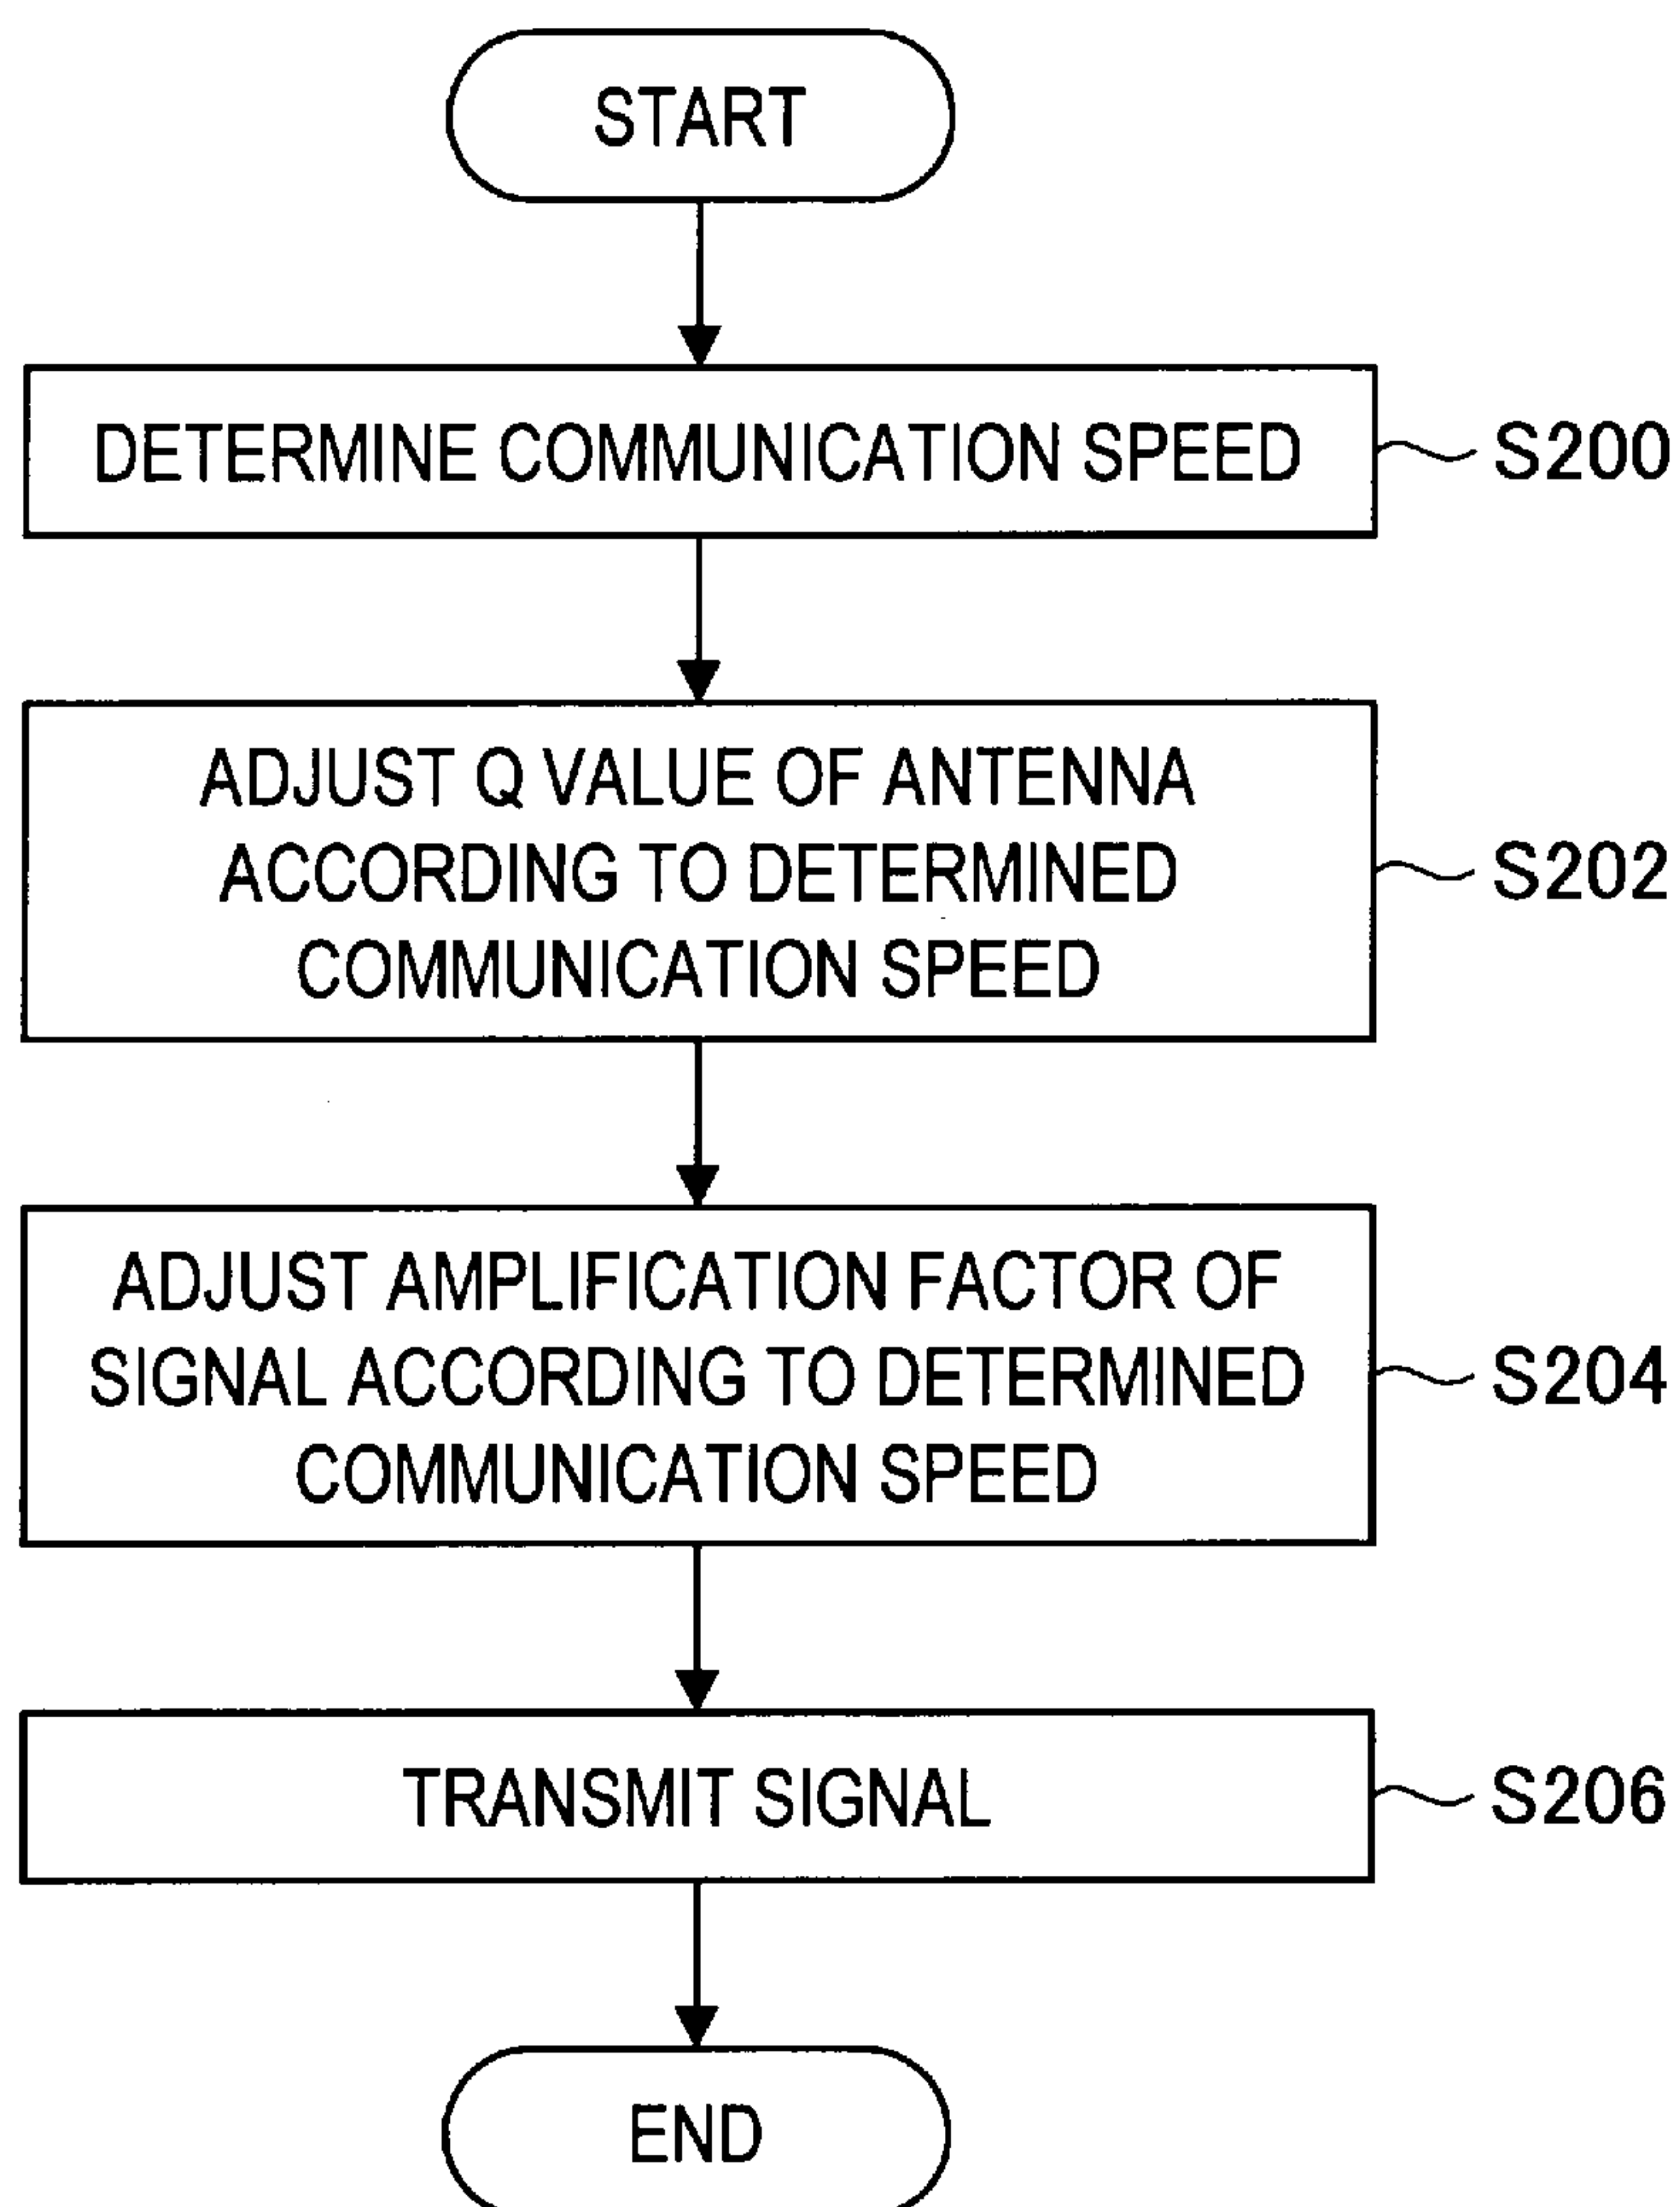 START
DETERMINE COMMUNICATION SPEED
S200
ADJUST Q VALUE OF ANTENNA
ACCORDING TO DETERMINED
COMMUNICATION SPEED
S202
ADJUST AMPLIFICATION FACTOR OF
SIGNAL ACCORDING TO DETERMINED
COMMUNICATION SPEED
S204
TRANSMIT SIGNAL
S206
END